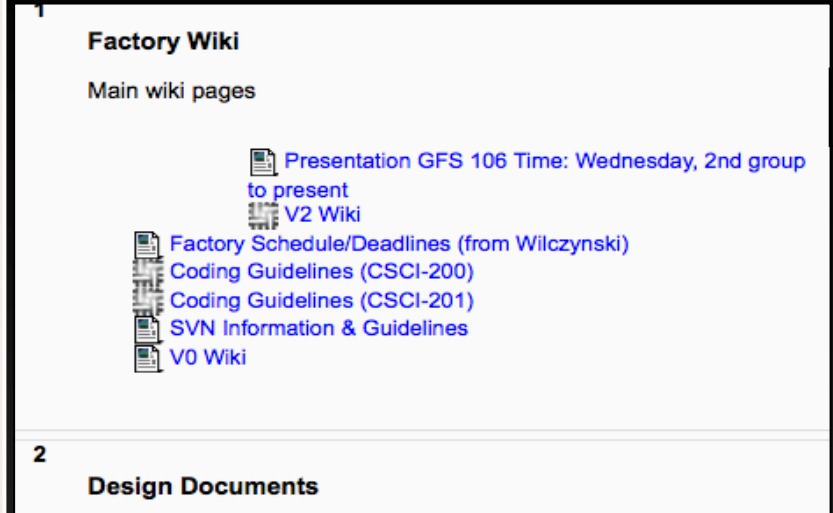 1
Factory Wiki
Main wiki pages
Presentation GFS 106 Time: Wednesday, 2nd group
to present
V2 Wiki
Factory Schedule/Deadlines (from Wilczynski)
Coding Guidelines (CSCI-200)
Coding Guidelines (CSCI-201)
SVN Information & Guidelines
V0 Wiki
2
Design Documents